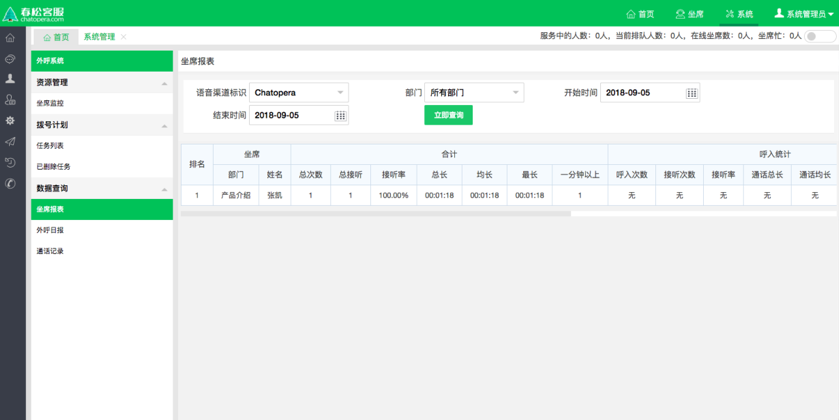 春松客服
chatopera.com
首页
坐席
系统
系统管理员
首页
系统管理
服务中的人数：0人，当前排队人数：0人，在线坐席数：0人，坐席忙：0人
外呼系统
资源管理
坐席监控
拨号计划
任务列表
已删除任务
数据查询
坐席报表
外呼日报
通话记录
坐席报表
语音渠道标识 Chatopera
部门 所有部门
开始时间 2018-09-05
结束时间 2018-09-05
立即查询
排名 坐席 合计 呼入统计
部门 姓名 总次数 总接听 接听率 总长 均长 最长 一分钟以上 呼入次数 接听次数 接听率 通话总长 通话均长
1 产品介绍 张凯 1 1 100.00% 00:01:18 00:01:18 00:01:18 1 无 无 无 无 无